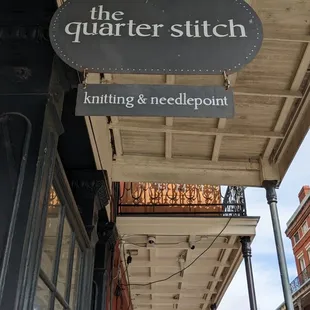 the
quarter stitch
knitting & needlepoint